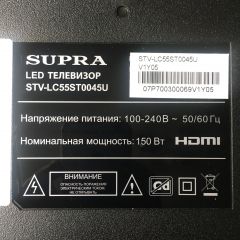 SUPRA
LED ТЕЛЕВИЗОР
STV-LC55ST0045U
STV-LC55ST0045U
V1Y05
07P700300069V1Y05
Напряжение питания: 100-240В ~ 50/60Гц
Номинальная мощность: 150 Вт
HDMI